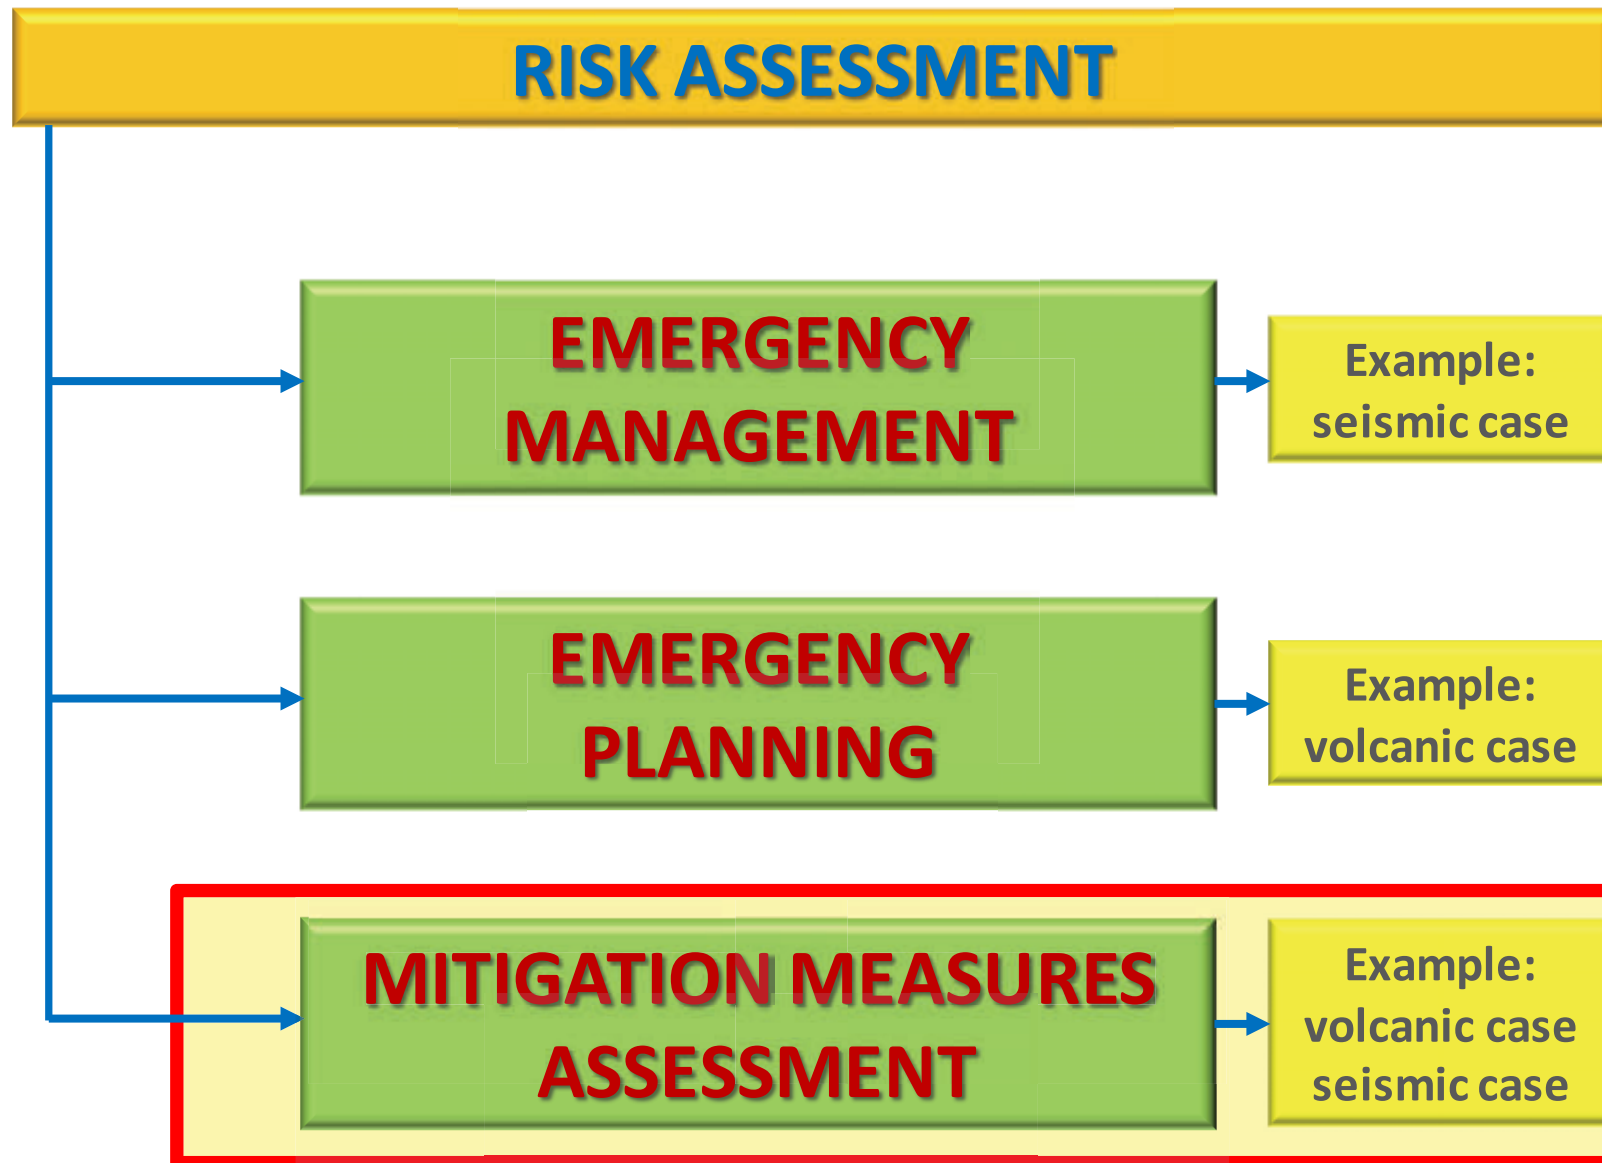 RISK ASSESSMENT
EMERGENCY
MANAGEMENT
Example:
seismic case
EMERGENCY
PLANNING
Example:
volcanic case
MITIGATION MEASURES
ASSESSMENT
Example:
volcanic case
seismic case